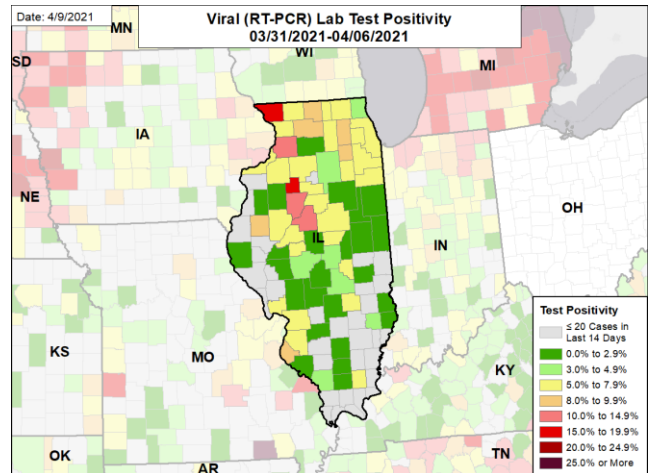 Date: 4/9/2021
Viral (RT-PCR) Lab Test Positivity
03/31/2021-04/06/2021
MN
WI
SD
MI
IA
NE
OH
IL
IN
KS
MO
KY
OK
AR
TN
Test Positivity
≤ 20 Cases in
Last 14 Days
0.0% to 2.9%
3.0% to 4.9%
5.0% to 7.9%
8.0% to 9.9%
10.0% to 14.9%
15.0% to 19.9%
20.0% to 24.9%
25.0% or More